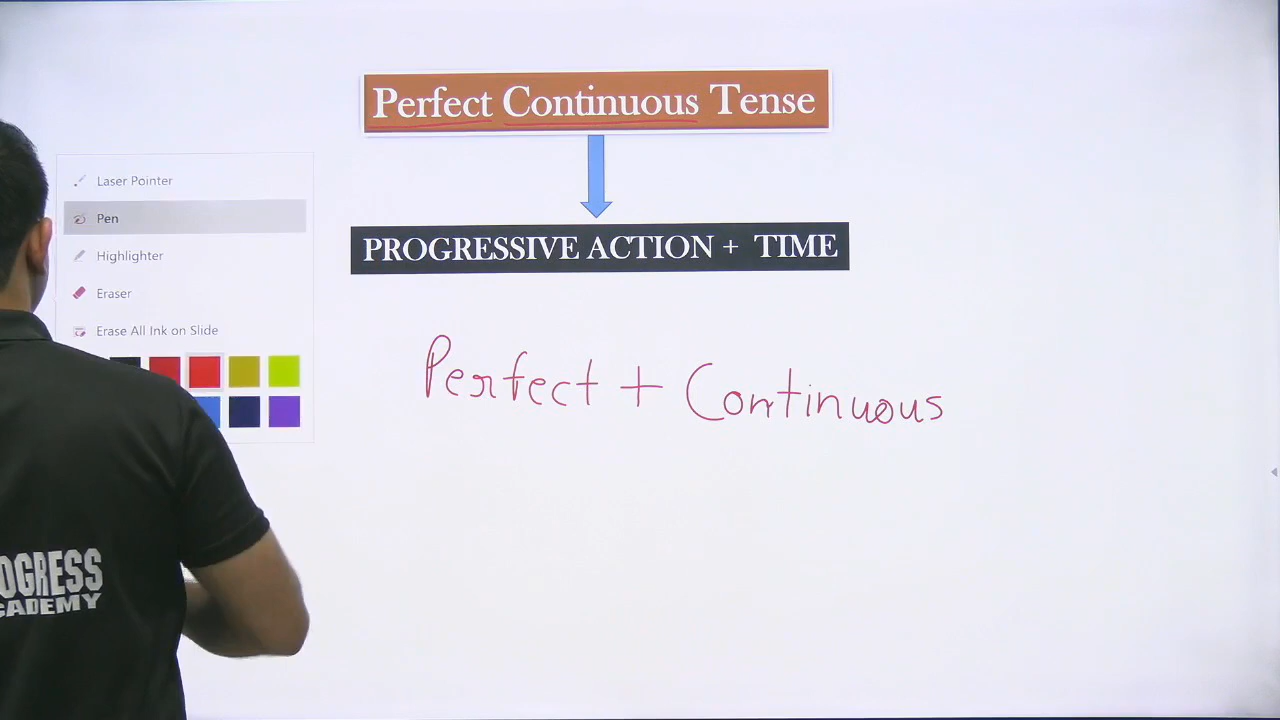 Perfect Continuous Tense
Laser Pointer
Pen
Highlighter
Eraser
Erase All Ink on Slide
PROGRESSIVE ACTION + TIME
Perfect + Continuous
OGRESS
CADEMY